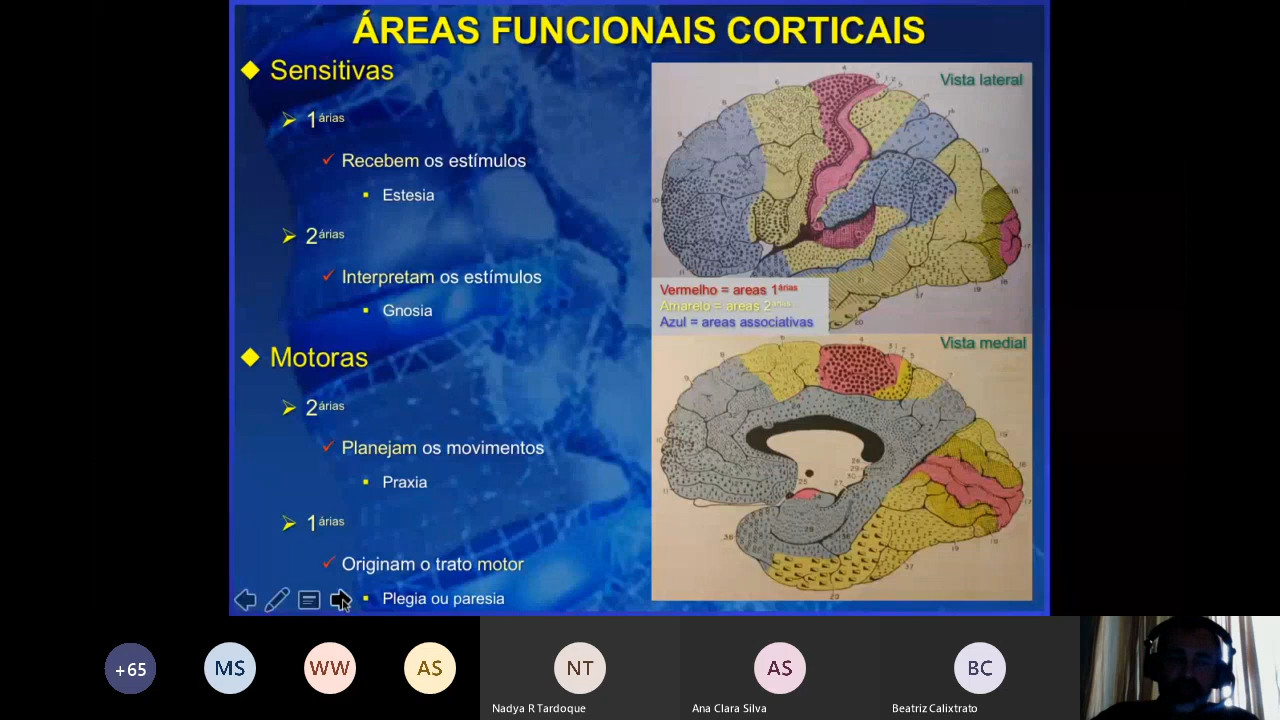 ÁREAS FUNCIONAIS CORTICAIS
Sensitivas
1árias
Recebem os estímulos
Estesia
2árias
Interpretam os estímulos
Gnosia
Motoras
2árias
Planejam os movimentos
Praxia
1árias
Originam o trato motor
Plegia ou paresia
Vista lateral
Vermelho = areas 1árias
Amarelo = areas 2árias
Azul = areas associativas
Vista medial
+65
MS
WW
AS
NT
AS
BC
Nadya R Tardoque
Ana Clara Silva
Beatriz Calixtrato